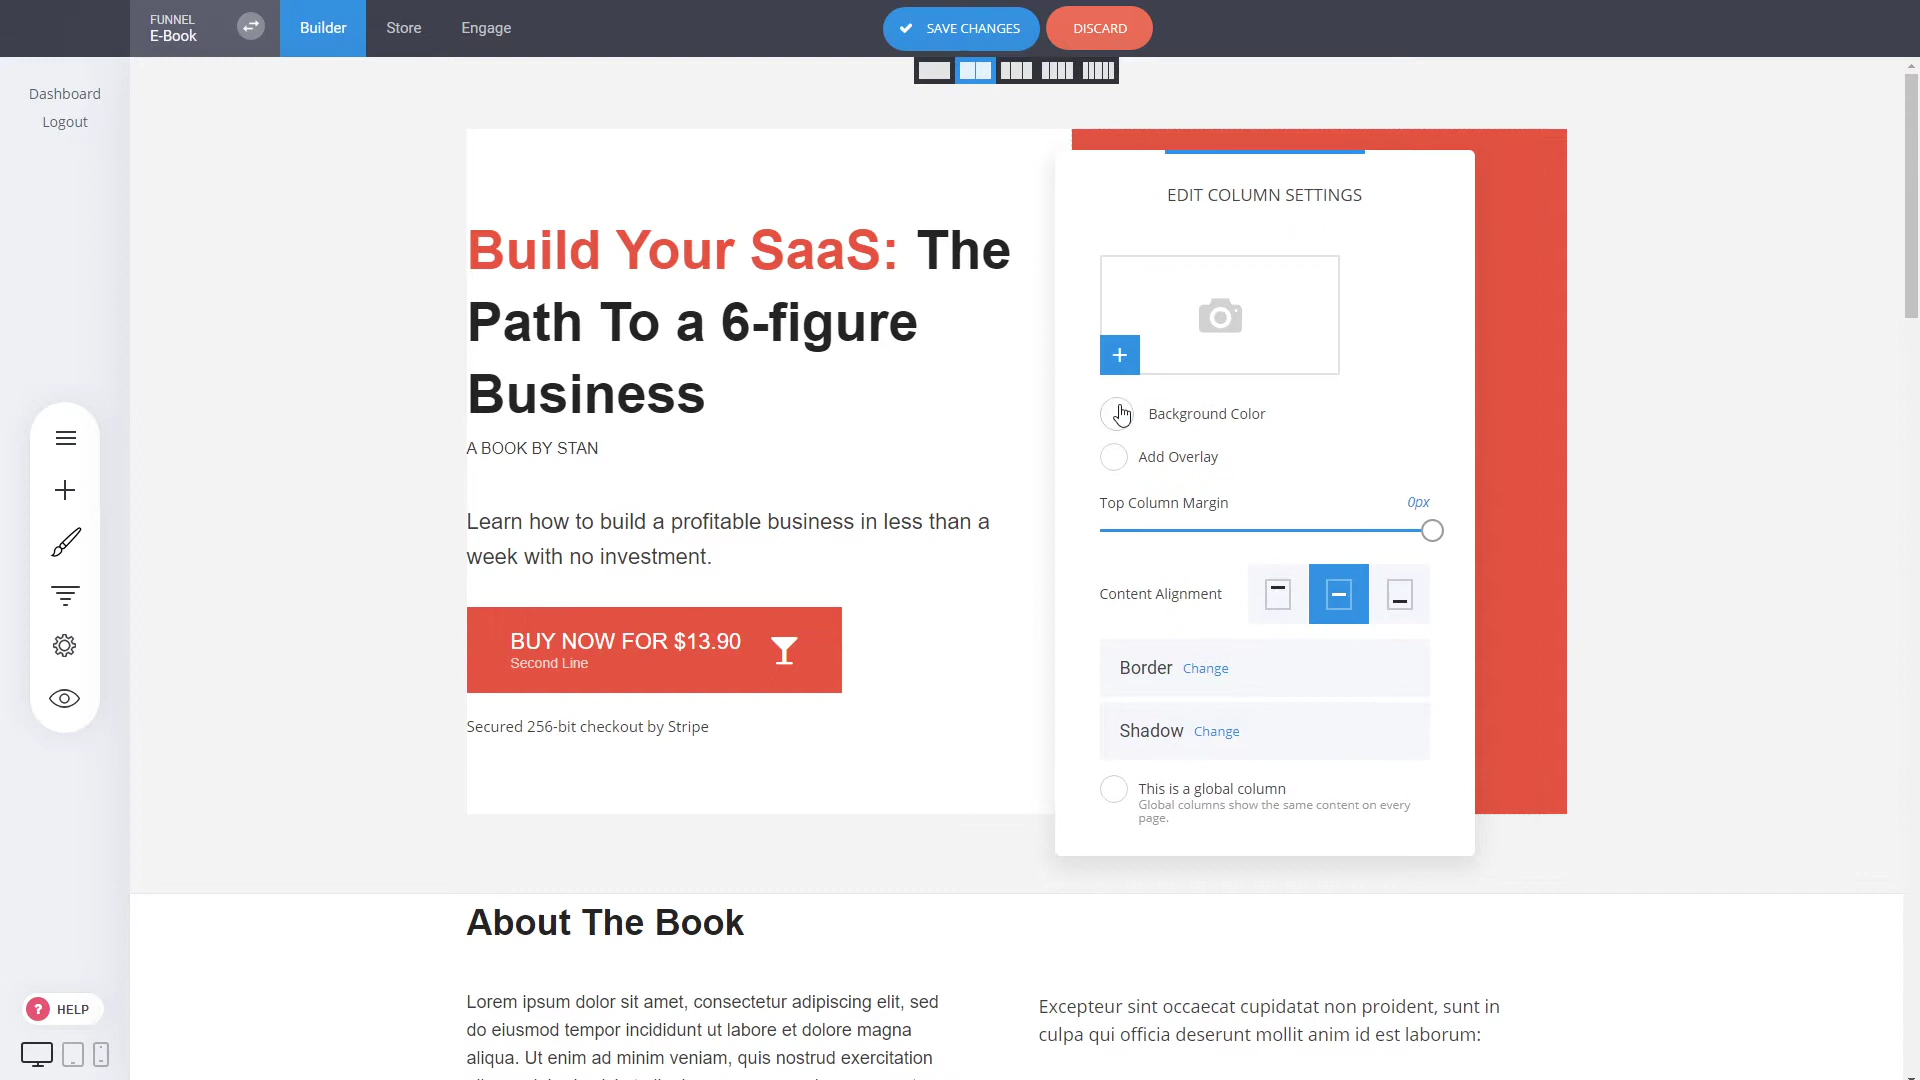 FUNNEL
E-Book
Builder
Store
Engage
SAVE CHANGES
DISCARD
Dashboard
Logout
Build Your SaaS: The
Path To a 6-figure
Business
A BOOK BY STAN
Learn how to build a profitable business in less than a
week with no investment.
BUY NOW FOR $13.90
Second Line
Secured 256-bit checkout by Stripe
EDIT COLUMN SETTINGS
+
Background Color
Add Overlay
Top Column Margin 0px
Content Alignment
Border Change
Shadow Change
This is a global column
Global columns show the same content on every
page.
About The Book
Lorem ipsum dolor sit amet, consectetur adipiscing elit, sed
do eiusmod tempor incididunt ut labore et dolore magna
aliqua. Ut enim ad minim veniam, quis nostrud exercitation
Excepteur sint occaecat cupidatat non proident, sunt in
culpa qui officia deserunt mollit anim id est laborum:
? HELP